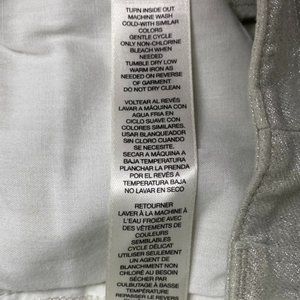 TURN INSIDE OUT
MACHINE WASH
COLD-WITH SIMILAR
COLORS
GENTLE CYCLE
ONLY NON-CHLORINE
BLEACH WHEN
NEEDED
TUMBLE DRY LOW
WARM IRON AS
NEEDED ON REVERSE
OF GARMENT
DO NOT DRY CLEAN
VOLTEAR AL REVÉS
LAVAR A MÁQUINA CON
AGUA FRIA EN
CICLO SUAVE CON
COLORES SIMILARES.
USAR BLANQUEADOR
SIN CLORO CUANDO
SE NECESITE.
SECAR A MÁQUINA A
BAJA TEMPERATURA
PLANCHAR LA PRENDA
POR EL REVÉS A
TEMPERATURA BAJA
NO LAVAR EN SECO
RETOURNER
LAVER À LA MACHINE À
L'EAU FROIDE AVEC
DES VÊTEMENTS DE
COULEURS
SEMBLABLES
CYCLE DÉLICAT
UTILISER SEULEMENT
UN AGENT DE
BLANCHIMENT NON
CHLORÉ AU BESOIN
SÉCHER PAR
CULBUTAGE À BASSE
TEMPÉRATURE
REPASSER LE REVERS